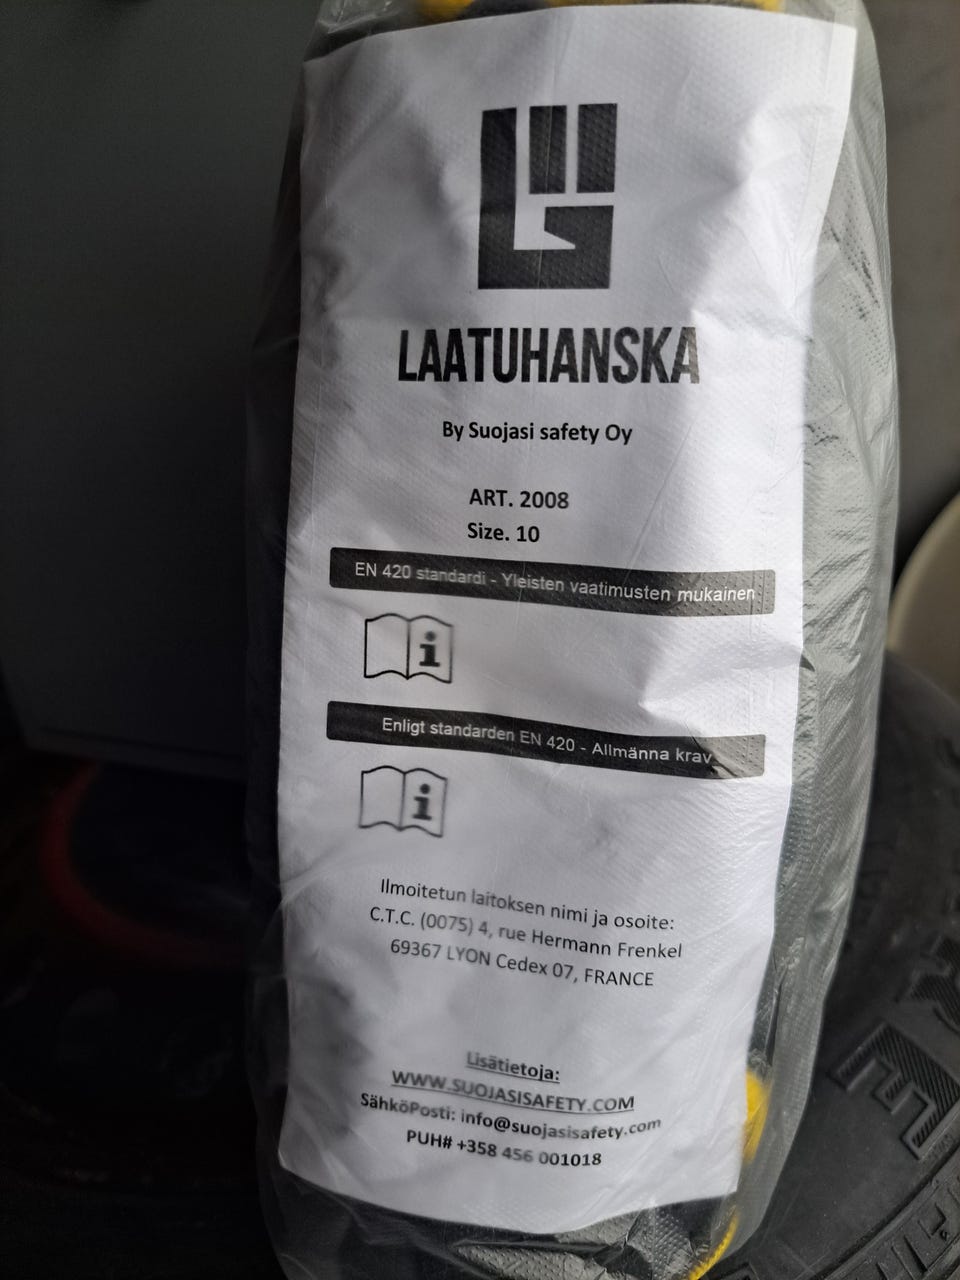 LAATUHANSKA
By Suojasi safety Oy
ART. 2008
Size. 10
EN 420 standardi - Yleisten vaatimusten mukainen
i
Enligt standarden EN 420 - Allmänna krav
i
Ilmoitetun laitoksen nimi ja osoite:
C.T.C. (0075) 4, rue Hermann Frenkel
69367 LYON Cedex 07, FRANCE
Lisätietoja:
WWW.SUOJASISAFETY.COM
SähköPosti: info@suojasisafety.com
PUH# +358 456 001018